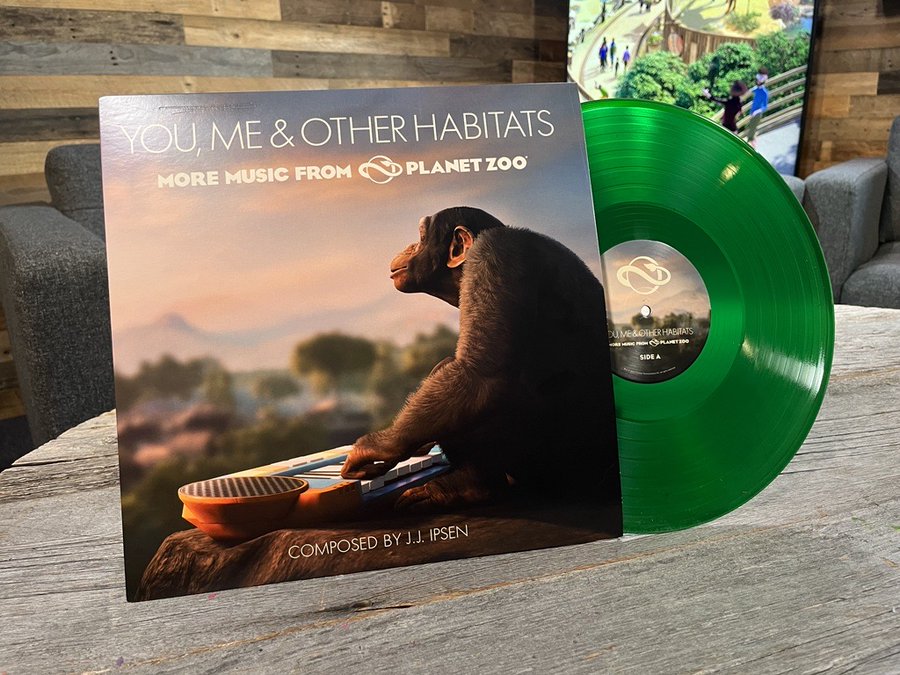 YOU, ME & OTHER HABITATS
MORE MUSIC FROM PLANET ZOO
COMPOSED BY J.J. IPSEN
YOU, ME & OTHER HABITATS
MORE MUSIC FROM PLANET ZOO
SIDE A